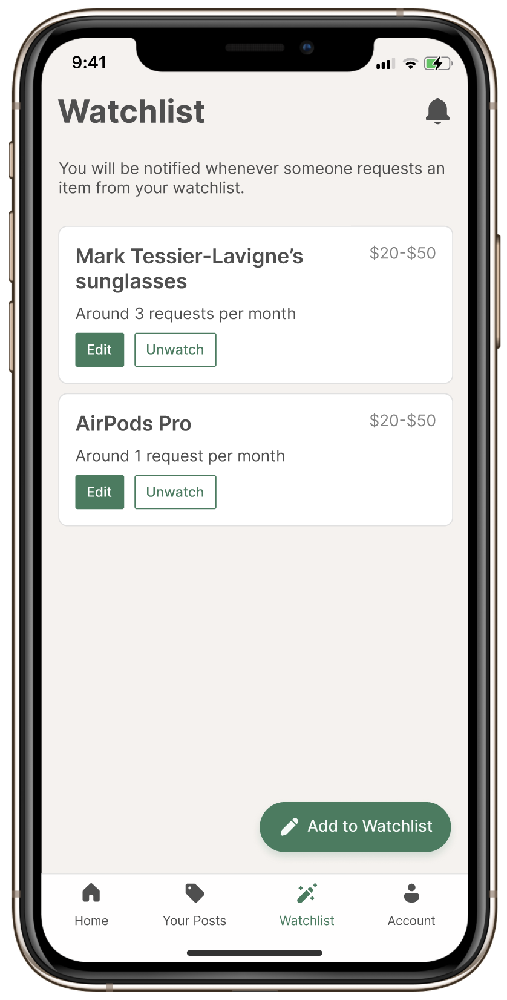 9:41
Watchlist
You will be notified whenever someone requests an
item from your watchlist.
Mark Tessier-Lavigne’s
sunglasses
$20-$50
Around 3 requests per month
Edit
Unwatch
AirPods Pro
$20-$50
Around 1 request per month
Edit
Unwatch
Add to Watchlist
Home
Your Posts
Watchlist
Account